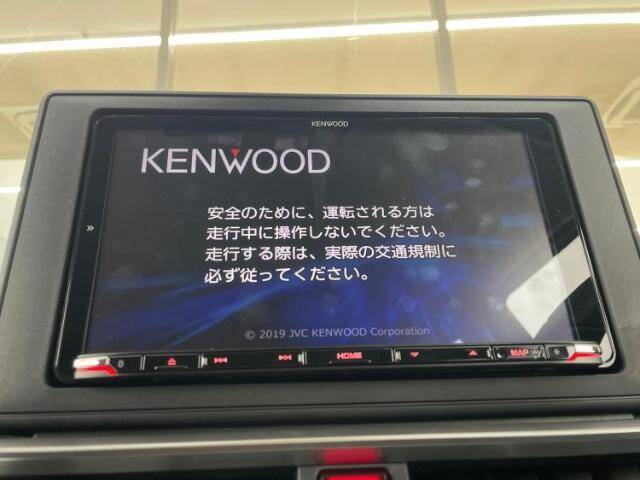 KENWOOD
KENWOOD
安全のために、運転される方は
走行中に操作しないでください。
走行する際は、実際の交通規制に
必ず従ってください。
© 2019 JVC KENWOOD Corporation
HOME
MAP